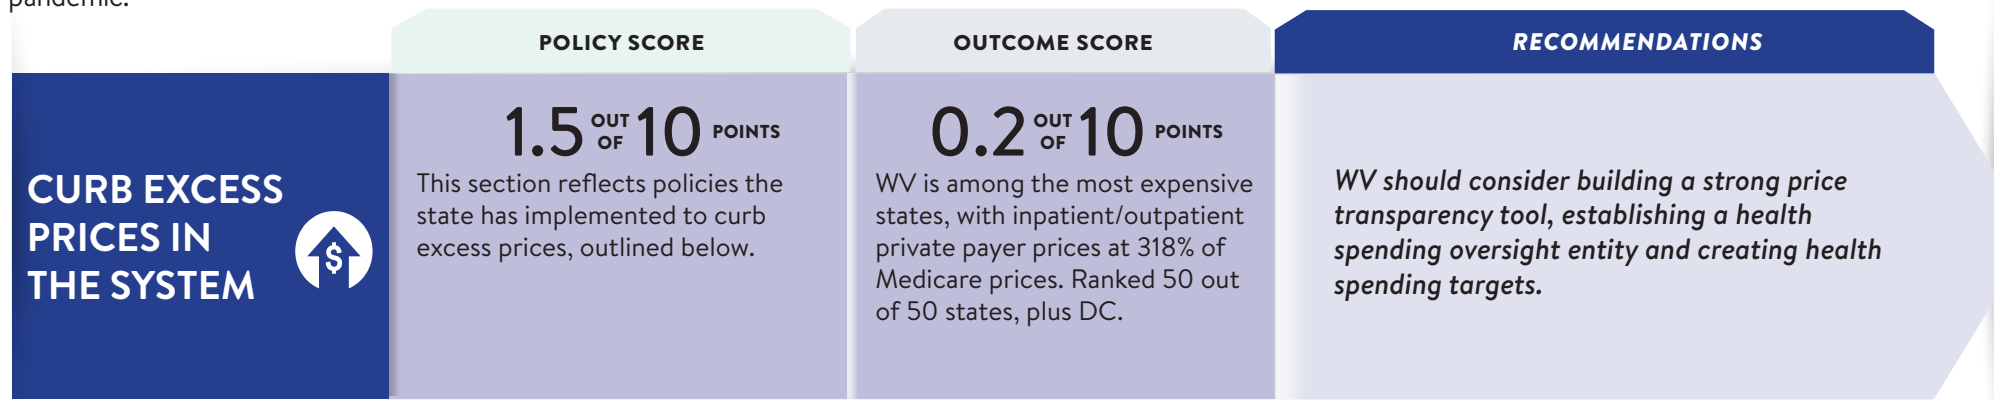 pandemic.
POLICY SCORE
OUTCOME SCORE
RECOMMENDATIONS
CURB EXCESS
PRICES IN
THE SYSTEM
$
1.5 OUT OF 10 POINTS
This section reflects policies the
state has implemented to curb
excess prices, outlined below.
0.2 OUT OF 10 POINTS
WV is among the most expensive
states, with inpatient/outpatient
private payer prices at 318% of
Medicare prices. Ranked 50 out
of 50 states, plus DC.
WV should consider building a strong price
transparency tool, establishing a health
spending oversight entity and creating health
spending targets.